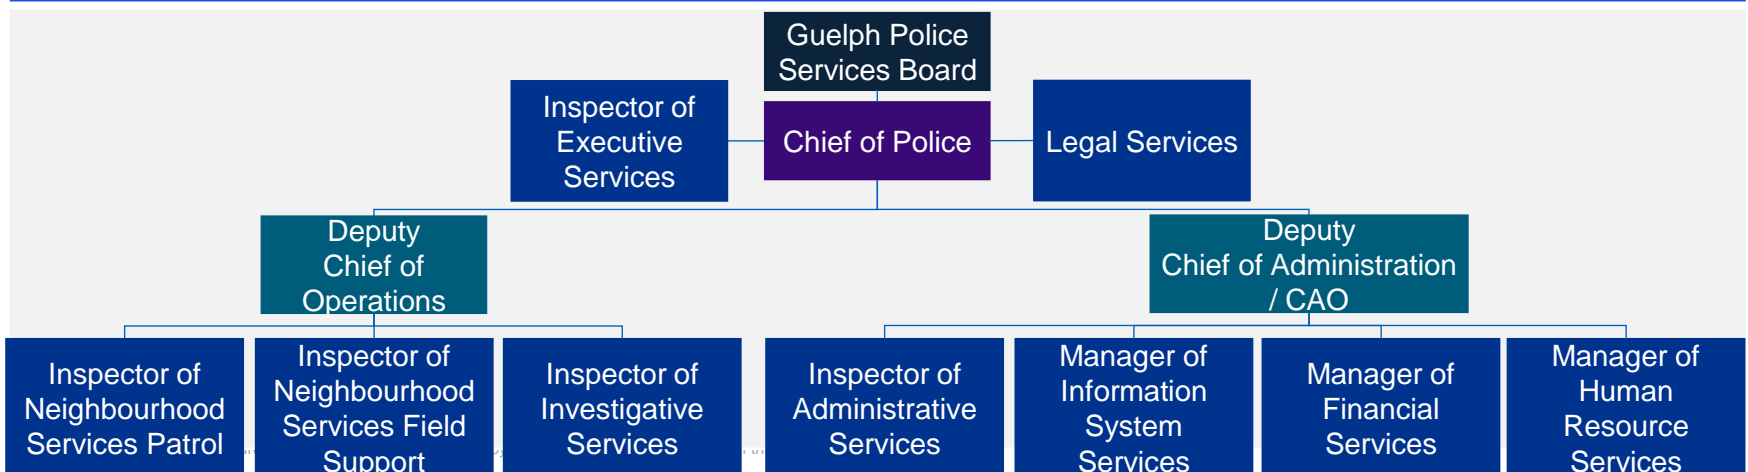 Guelph Police
Services Board
Inspector of
Executive
Services
Chief of Police
Legal Services
Deputy
Chief of
Operations
Deputy
Chief of Administration
/ CAO
Inspector of
Neighbourhood
Services Patrol
Inspector of
Neighbourhood
Services Field
Support
Inspector of
Investigative
Services
Inspector of
Administrative
Services
Manager of
Information
System
Services
Manager of
Financial
Services
Manager of
Human
Resource
Services